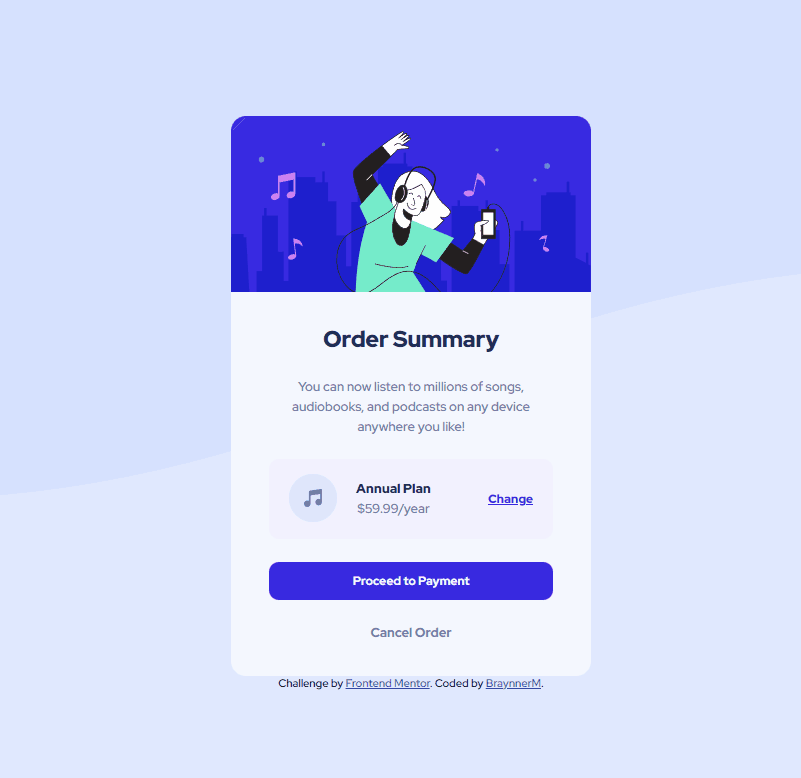 Order Summary
You can now listen to millions of songs,
audiobooks, and podcasts on any device
anywhere you like!
Annual Plan
$59.99/year
Change
Proceed to Payment
Cancel Order
Challenge by Frontend Mentor. Coded by BraynnerM.